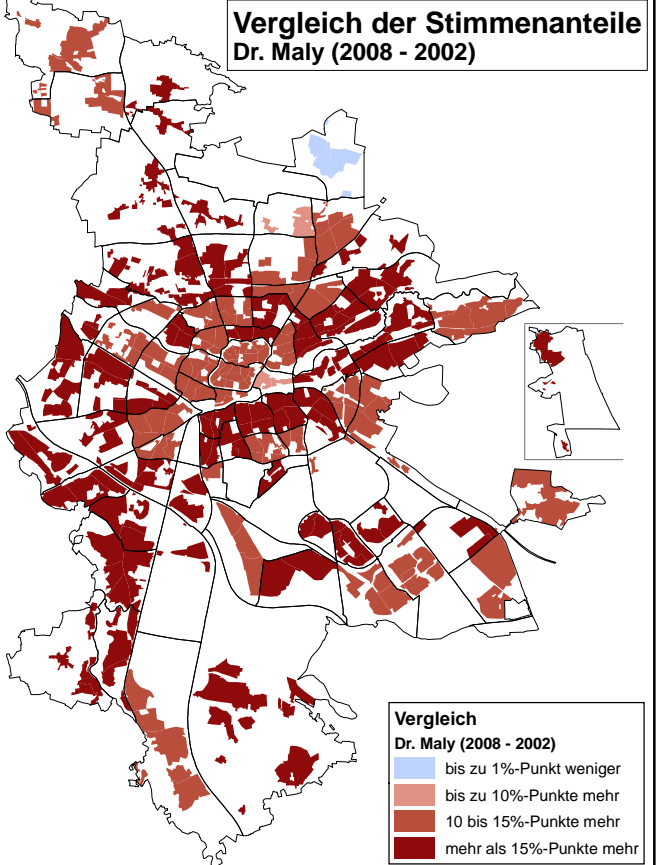 Vergleich der Stimmenanteile
Dr. Maly (2008 - 2002)
Vergleich
Dr. Maly (2008 - 2002)
bis zu 1%-Punkt weniger
bis zu 10%-Punkte mehr
10 bis 15%-Punkte mehr
mehr als 15%-Punkte mehr